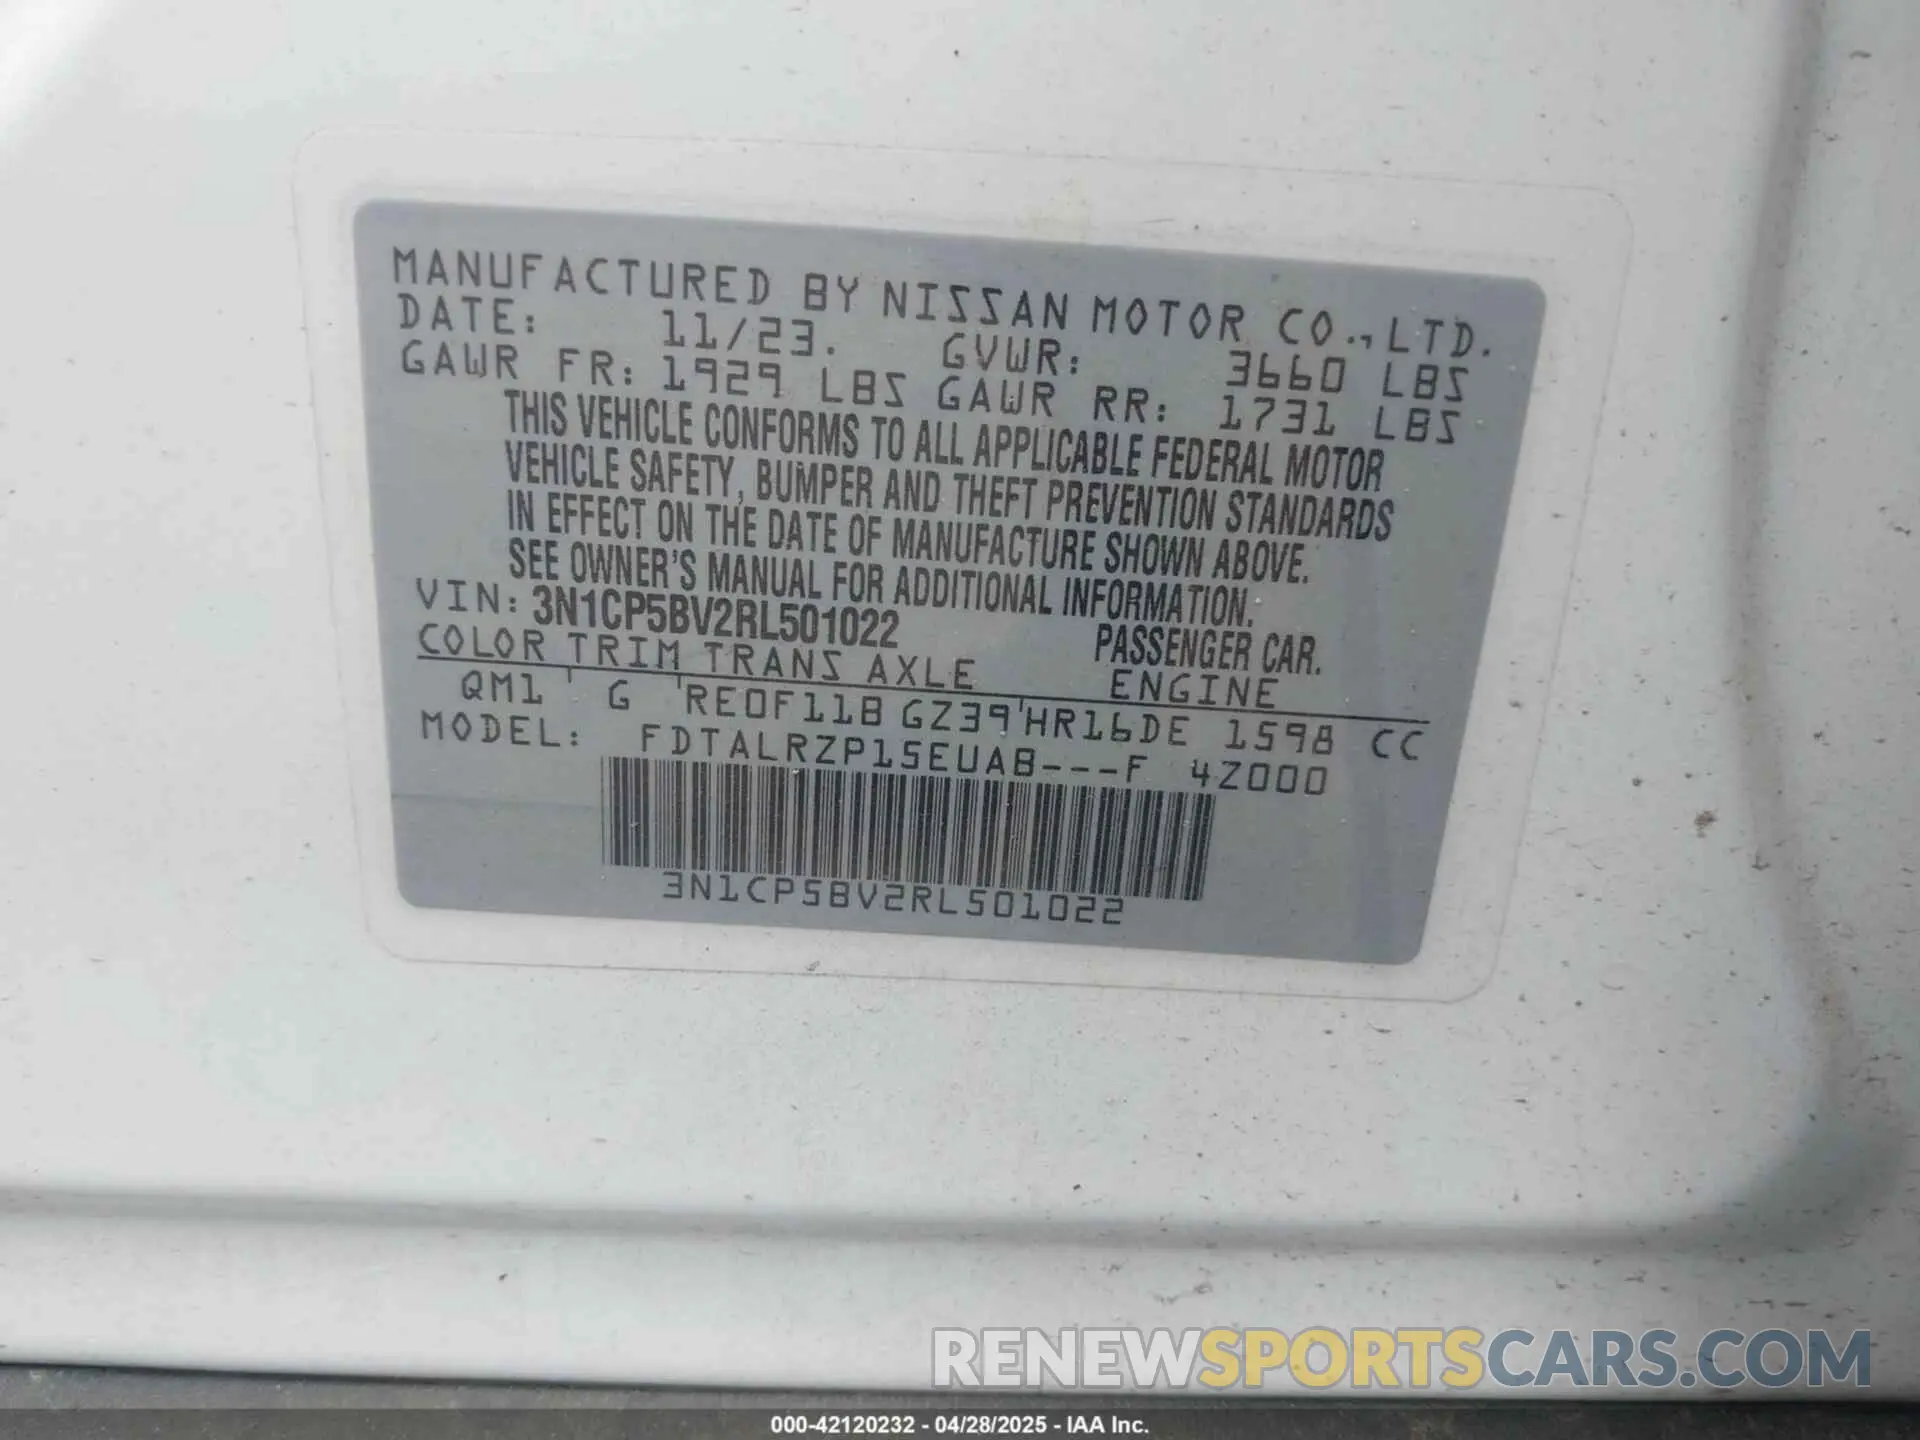 MANUFACTURED BY NISSAN MOTOR CO.,LTD.
DATE: 11/23. GVWR: 3660 LBS
GAWR FR: 1929 LBS GAWR RR: 1731 LBS
THIS VEHICLE CONFORMS TO ALL APPLICABLE FEDERAL MOTOR
VEHICLE SAFETY, BUMPER AND THEFT PREVENTION STANDARDS
IN EFFECT ON THE DATE OF MANUFACTURE SHOWN ABOVE.
SEE OWNER'S MANUAL FOR ADDITIONAL INFORMATION.
VIN: 3N1CP5BV2RL501022 PASSENGER CAR.
COLOR TRIM TRANS AXLE ENGINE
QM1 G RE0F11B GZ39 HR16DE 1598 CC
MODEL: FDTALRZP15EUAB---F 4Z000
3N1CP5BV2RL501022
RENEWSPORTSCARS.COM
000-42120232 - 04/28/2025 - IAA Inc.